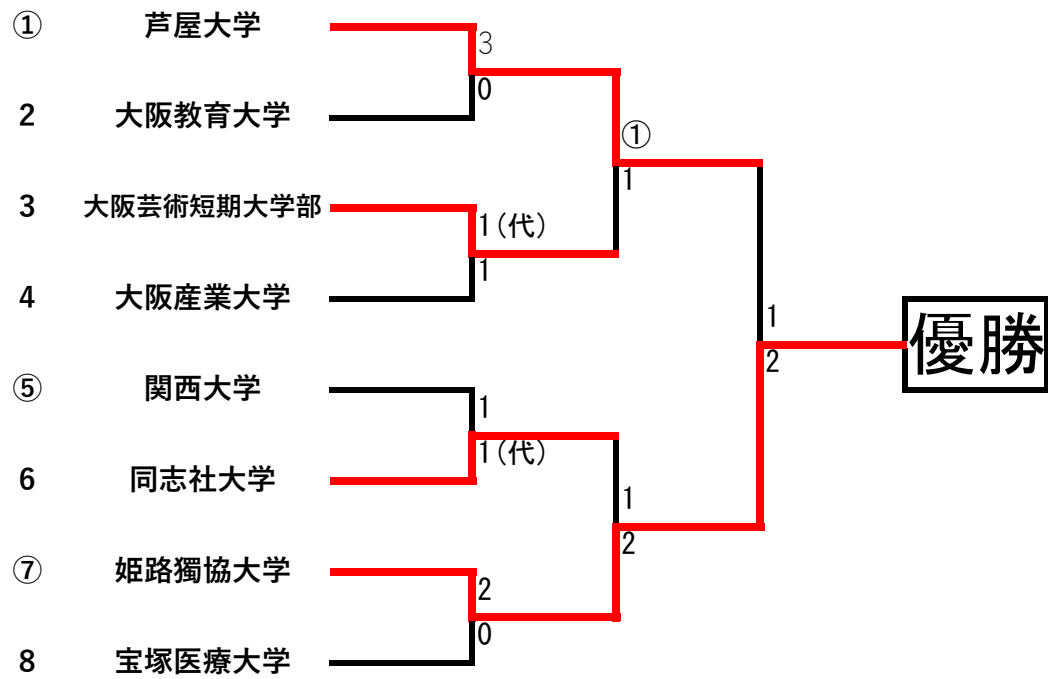 ① 芦屋大学
3
0
2 大阪教育大学
①
1
3 大阪芸術短期大学部
1(代)
1
4 大阪産業大学
1
2
優勝
⑤ 関西大学
1
1(代)
6 同志社大学
1
2
⑦ 姫路獨協大学
2
0
8 宝塚医療大学